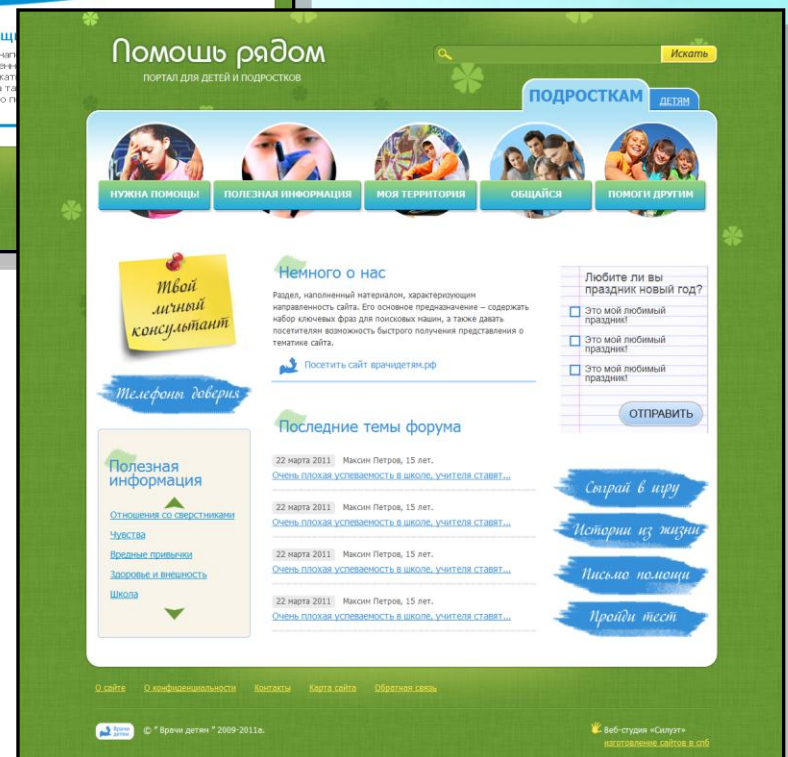 Помощь рядом
ПОРТАЛ ДЛЯ ДЕТЕЙ И ПОДРОСТКОВ
Искать
ПОДРОСТКАМ
ДЕТЯМ
НУЖНА ПОМОЩЬ!
ПОЛЕЗНАЯ ИНФОРМАЦИЯ
МОЯ ТЕРРИТОРИЯ
ОБЩАЙСЯ
ПОМОГИ ДРУГИМ
Твой
личный
консультант
Телефоны доверия
Полезная
информация
Отношения со сверстниками
Чувства
Вредные привычки
Здоровье и внешность
Школа
Немного о нас
Раздел, наполненный материалом, характеризующим
направленность сайта. Его основное предназначение – содержать
набор ключевых фраз для поисковых машин, а также давать
посетителям возможность быстрого получения представления о
тематике сайта.
Посетить сайт врачидетям.рф
Последние темы форума
22 марта 2011 Максим Петров, 15 лет.
Очень плохая успеваемость в школе, учителя ставят...
22 марта 2011 Максим Петров, 15 лет.
Очень плохая успеваемость в школе, учителя ставят...
22 марта 2011 Максим Петров, 15 лет.
Очень плохая успеваемость в школе, учителя ставят...
22 марта 2011 Максим Петров, 15 лет.
Очень плохая успеваемость в школе, учителя ставят...
Любите ли вы
праздник новый год?
Это мой любимый
праздник!
Это мой любимый
праздник!
Это мой любимый
праздник!
ОТПРАВИТЬ
Сыграй в игру
Истории из жизни
Письмо помощи
Пройди тест
О сайте
О конфиденциальности
Контакты
Карта сайта
Обратная связь
Врачи
детям
© " Врачи детям " 2009-2011г.
Веб-студия «Силуэт»
изготовление сайтов в спб